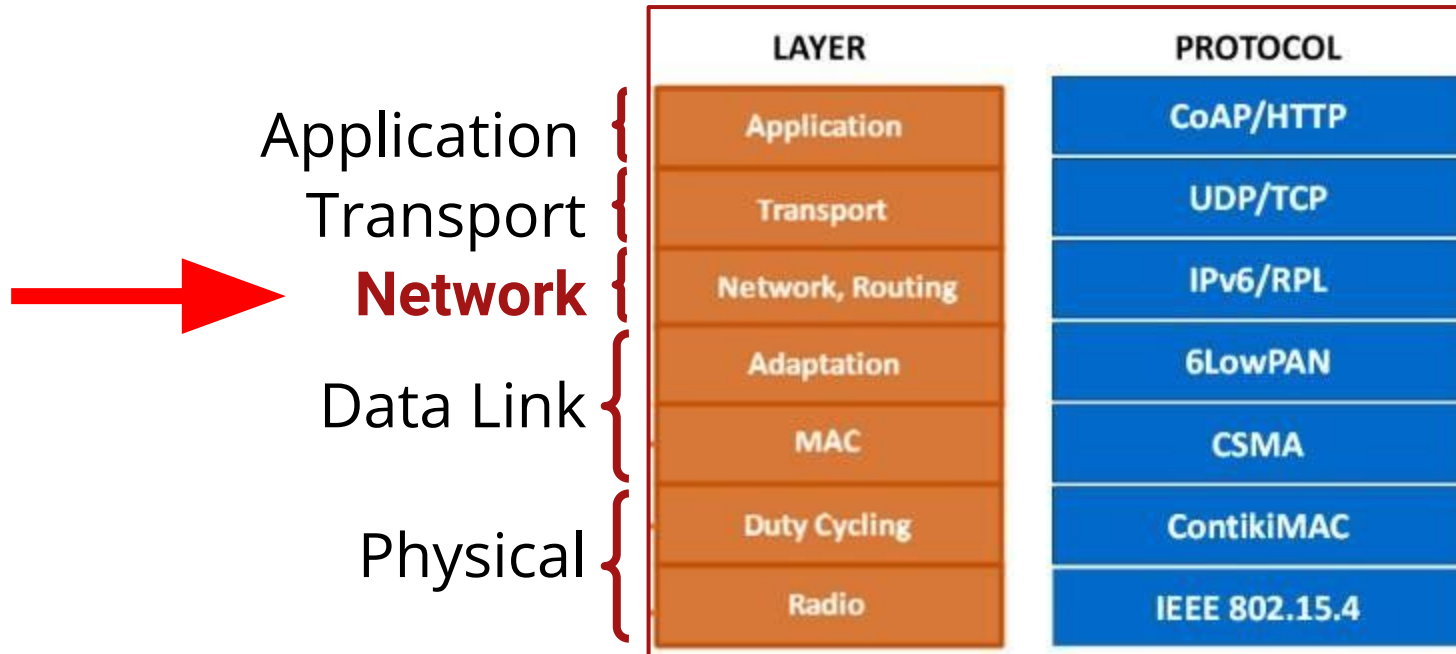 LAYER PROTOCOL
Application Application CoAP/HTTP
Transport Transport UDP/TCP
Network Network, Routing IPv6/RPL
Adaptation 6LowPAN
Data Link
MAC CSMA
Duty Cycling ContikiMAC
Physical
Radio IEEE 802.15.4